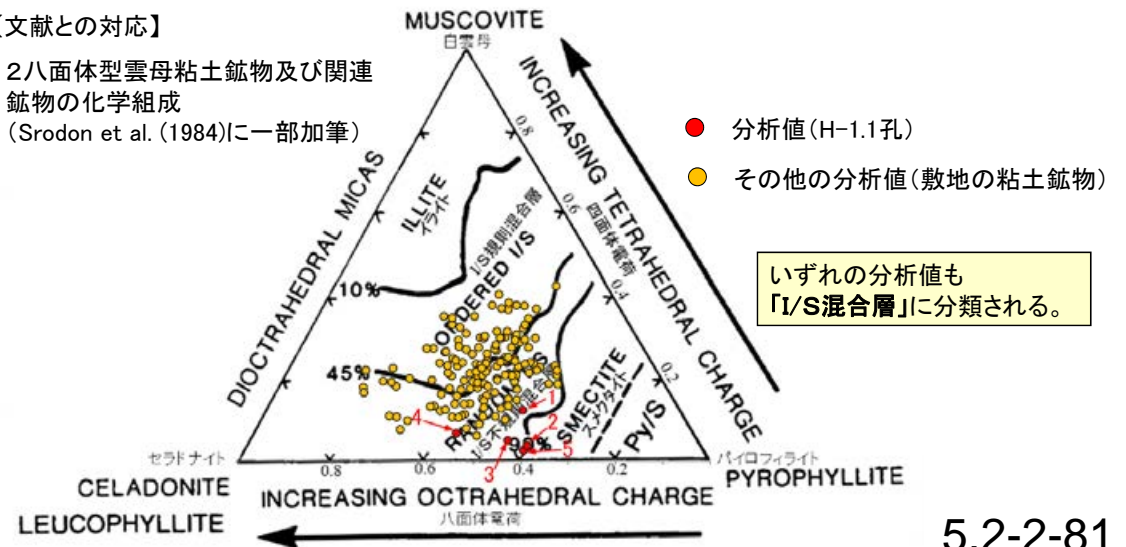 【文献との対応】
2八面体型雲母粘土鉱物及び関連
鉱物の化学組成
(Srodon et al. (1984)に一部加筆)
MUSCOVITE
白雲母
分析値(H-1.1孔)
その他の分析値(敷地の粘土鉱物)
いずれの分析値も
「I/S混合層」に分類される。
INCREASING TETRAHEDRAL CHARGE
四面体電荷
0.8
0.6
0.4
0.2
DIOCTRAHEDRAL MICAS
ILLITE
イライト
I/S規則混合層
ORDERED I/S
10%
45%
I/S不規則混合層
SMECTITE
スメクタイト
Py/S
1
2
3
4
5
セラドナイト
CELADONITE
LEUCOPHYLLITE
0.8
0.6
0.4
0.2
パイロフィライト
PYROPHYLLITE
INCREASING OCTRAHEDRAL CHARGE
八面体電荷
5.2-2-81